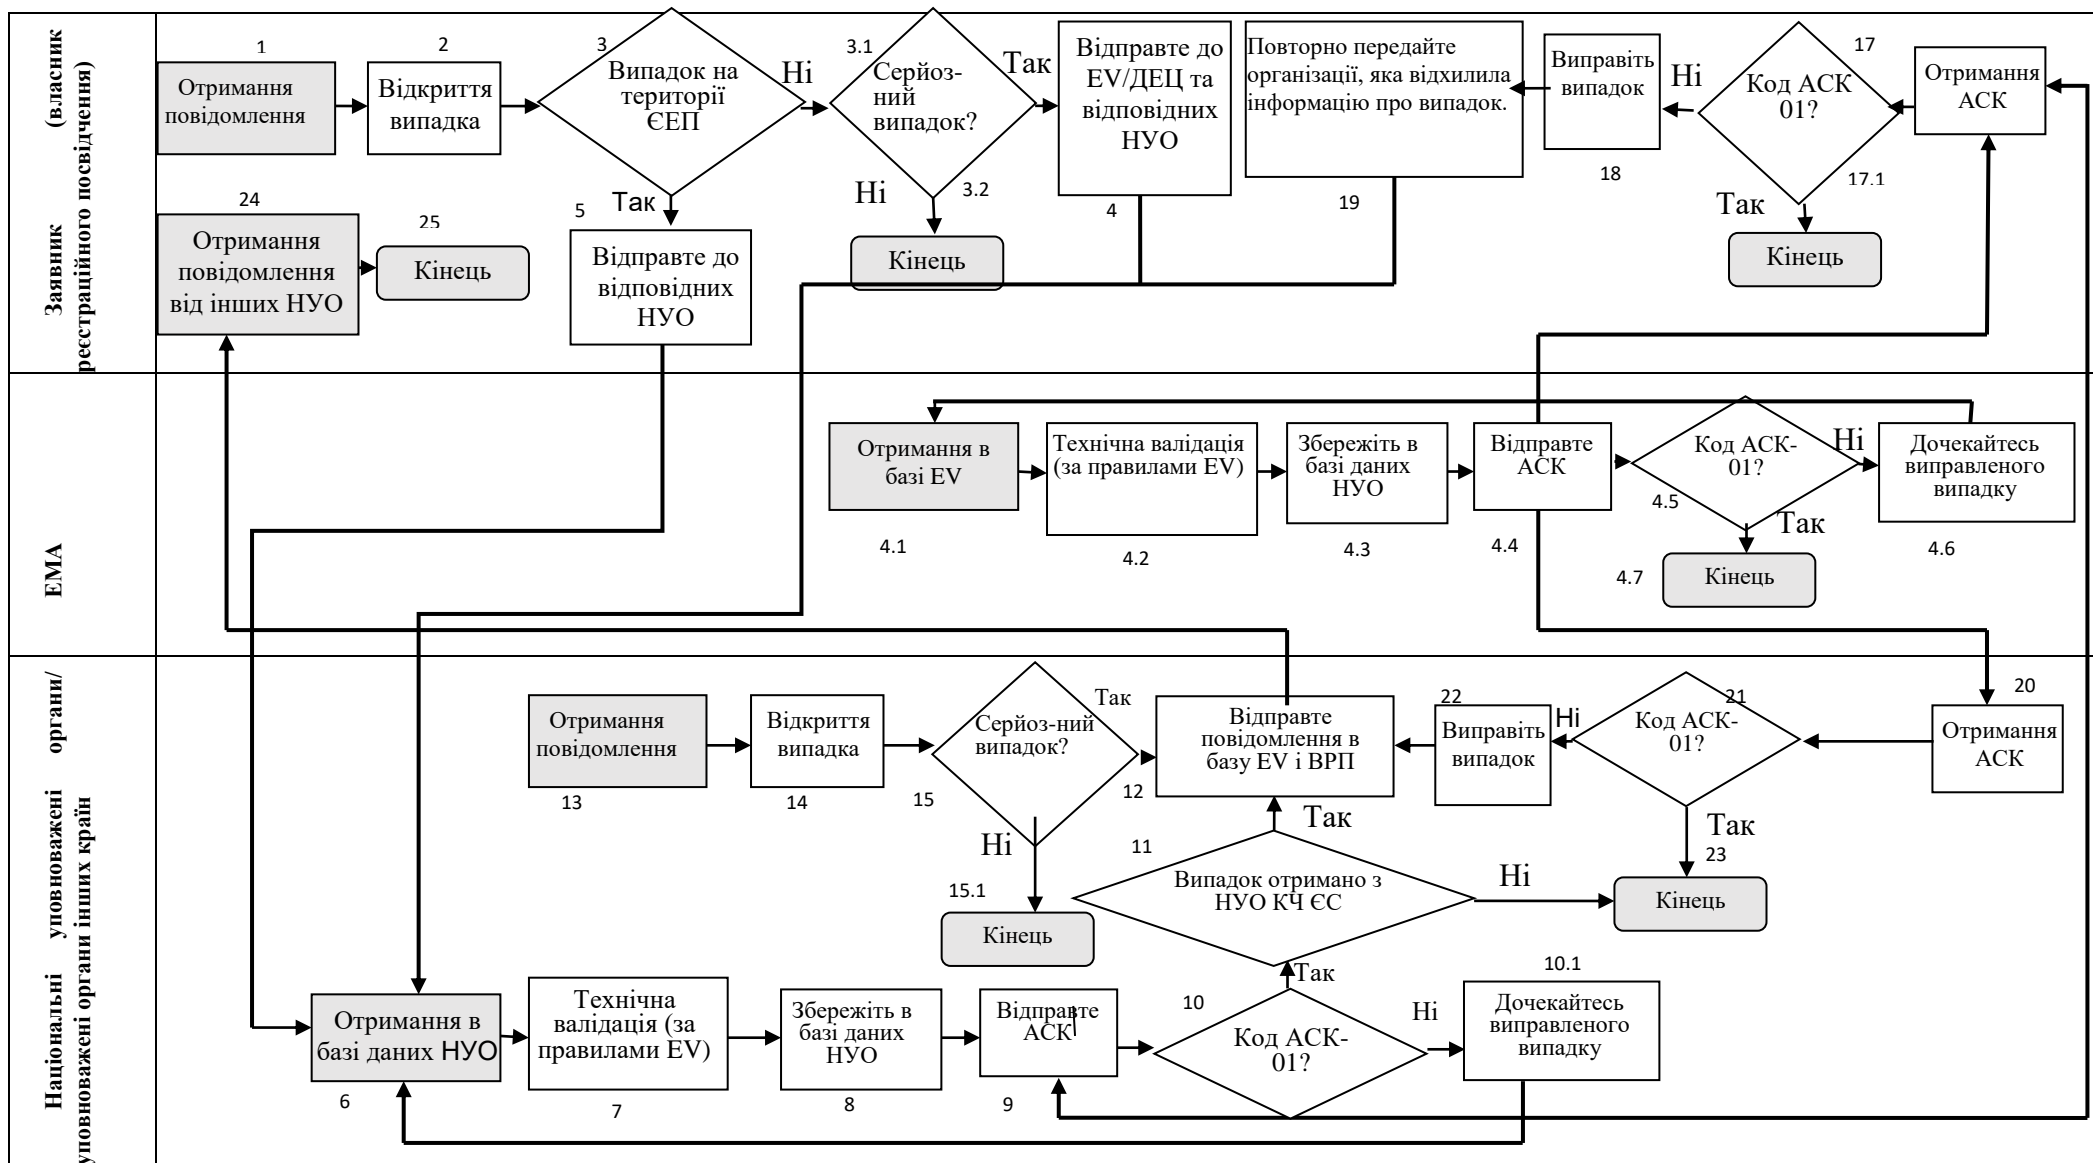 Заявник (власник
реєстраційного посвідчення)
1
Отримання
повідомлення
2
Відкриття
випадка
3
Випадок на
території
ЄЕП
Ні
Так
3.1
Серйоз-
ний
випадок?
Так
Ні
3.2
Кінець
Відправте до
EV/ДЕЦ та
відповідних
НУО
4
Повторно передайте
організації, яка відхилила
інформацію про випадок.
19
Виправіть
випадок
18
Ні
17
Код АСК
01?
17.1
Так
Кінець
Отримання
АСК
24
Отримання
повідомлення
від інших НУО
25
Кінець
5
Відправте до
відповідних
НУО
ЕМА
Отримання в
базі EV
4.1
Технічна валідація
(за правилами EV)
4.2
Збережіть в
базі даних
НУО
4.3
Відправте
АСК
4.4
Код АСК-
01?
4.5
Ні
Так
4.7
Кінець
Дочекайтесь
виправленого
випадку
4.6
Національні уповноважені органи/
уповноважені органи інших країн
Отримання
повідомлення
13
Відкриття
випадка
14
Серйоз-ний
випадок?
15
Так
Ні
15.1
Кінець
12
Відправте
повідомлення в
базу EV і ВРП
22
Виправіть
випадок
Ні
21
Код АСК-
01?
Так
23
Кінець
20
Отримання
АСК
11
Так
Випадок отримано з
НУО КЧ ЄС
Ні
Отримання в
базі даних НУО
6
Технічна
валідація (за
правилами EV)
7
Збережіть в
базі даних
НУО
8
Відправте
АСК
9
10
Код АСК-
01?
Так
Ні
10.1
Дочекайтесь
виправленого
випадку